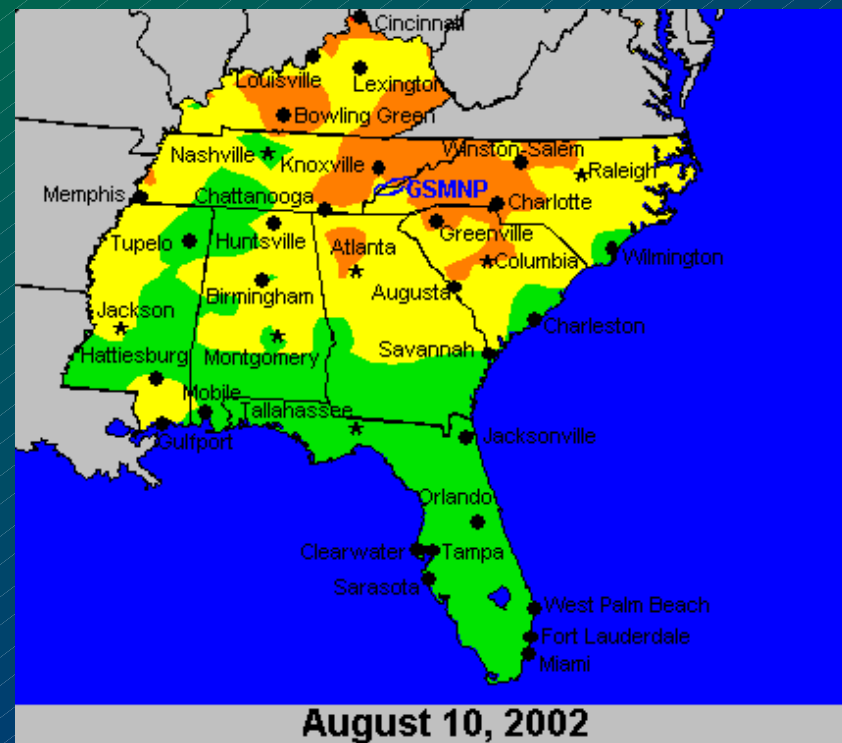 Cincinnati
Louisville
Lexington
Bowling Green
Nashville
Knoxville
Winston-Salem
Raleigh
Memphis
Chattanooga
GSMNP
Charlotte
Tupelo
Huntsville
Atlanta
Greenville
Columbia
Wilmington
Birmingham
Augusta
Jackson
Charleston
Hattiesburg
Montgomery
Savannah
Mobile
Tallahassee
Gulfport
Jacksonville
Orlando
Clearwater
Tampa
Sarasota
West Palm Beach
Fort Lauderdale
Miami
August 10, 2002